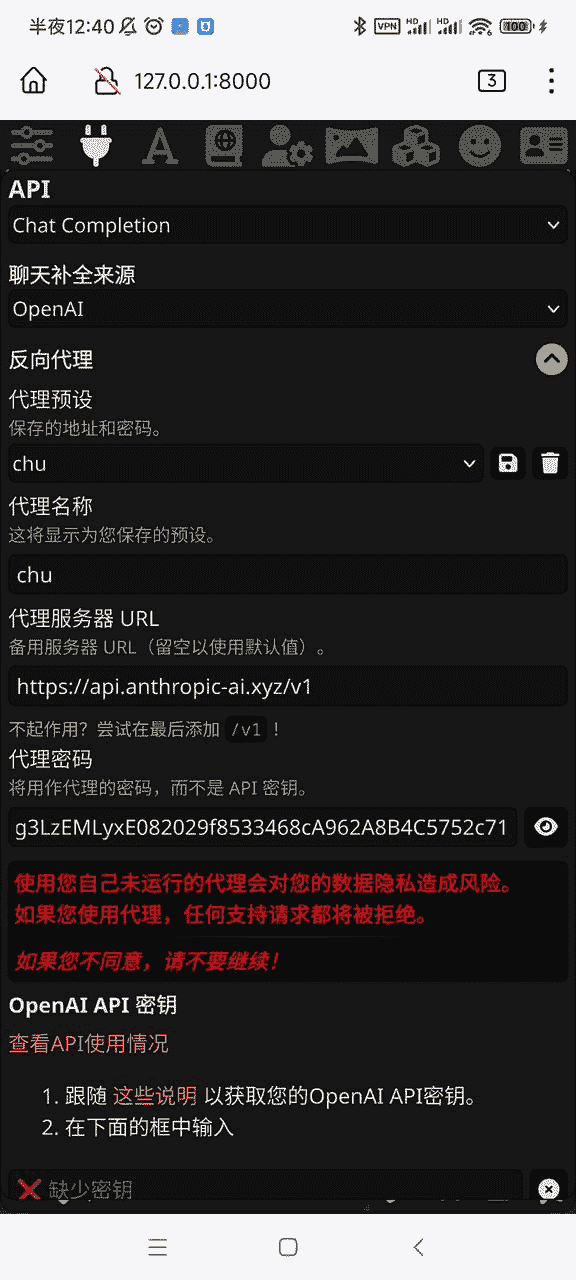 半夜12:40
VPN HD HD 100
127.0.0.1:8000
3
API
Chat Completion
聊天补全来源
OpenAI
反向代理
代理预设
保存的地址和密码。
chu
代理名称
这将显示为您保存的预设。
chu
代理服务器 URL
备用服务器 URL（留空以使用默认值）。
https://api.anthropic-ai.xyz/v1
不起作用？尝试在最后添加 /v1 !
代理密码
将用作代理的密码，而不是 API 密钥。
g3LzEMLyxE082029f8533468cA962A8B4C5752c71
使用您自己未运行的代理会对您的数据隐私造成风险。
如果您使用代理，任何支持请求都将被拒绝。
如果您不同意，请不要继续！
OpenAI API 密钥
查看API使用情况
1. 跟随 这些说明 以获取您的OpenAI API密钥。
2. 在下面的框中输入
缺少密钥